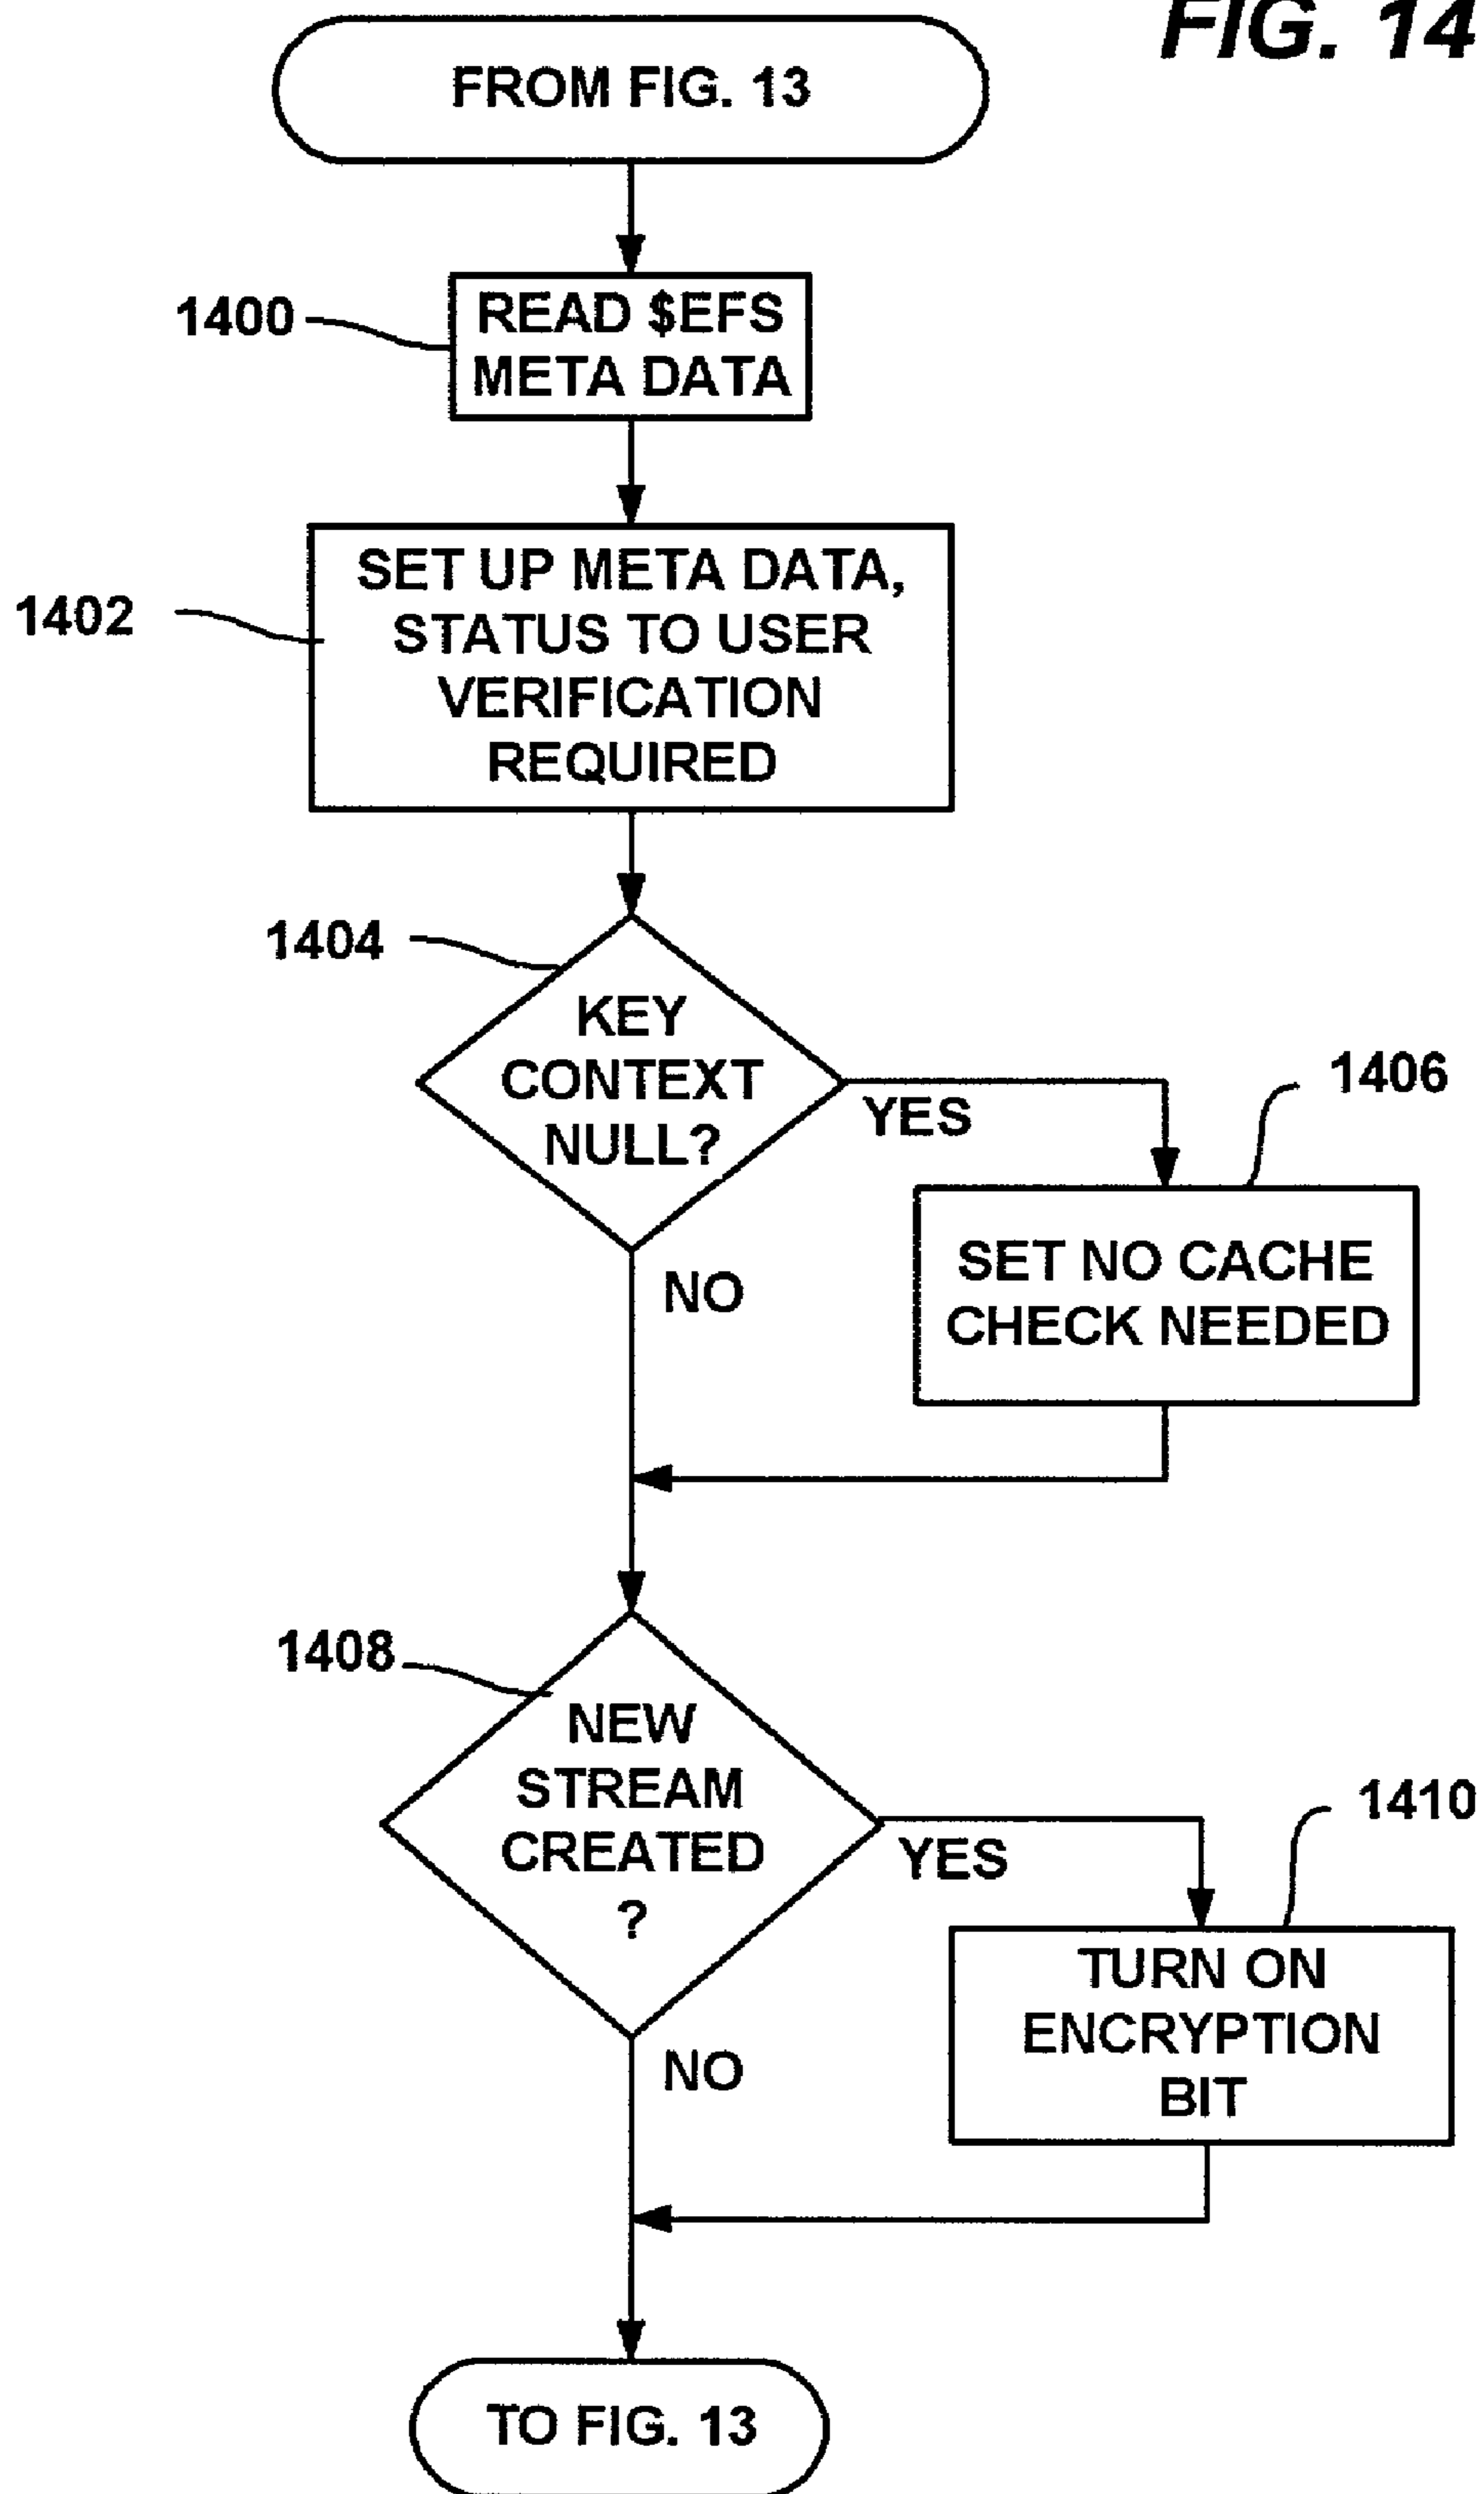 FIG. 14
FROM FIG. 13
1400
READ $EFS
META DATA
1402
SET UP META DATA,
STATUS TO USER
VERIFICATION
REQUIRED
1404
KEY
CONTEXT
NULL?
YES
1406
NO
SET NO CACHE
CHECK NEEDED
1408
NEW
STREAM
CREATED
?
YES
1410
NO
TURN ON
ENCRYPTION
BIT
TO FIG. 13